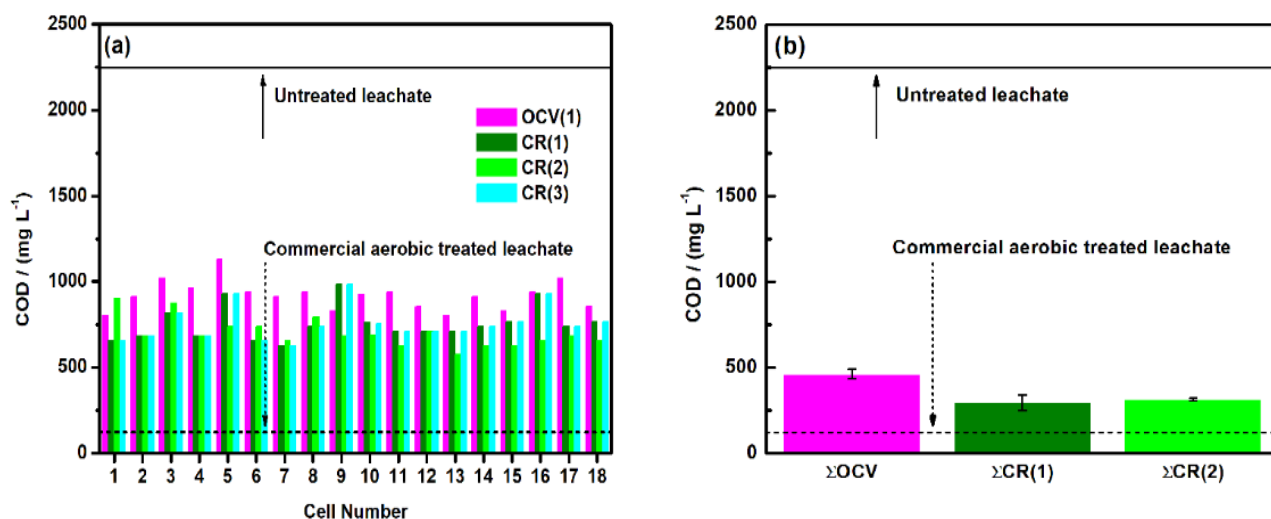 (a)
Untreated leachate
OCV(1)
CR(1)
CR(2)
CR(3)
Commercial aerobic treated leachate
2500
2000
1500
1000
500
0
COD / (mg L⁻¹)
1 2 3 4 5 6 7 8 9 10 11 12 13 14 15 16 17 18
Cell Number
(b)
Untreated leachate
Commercial aerobic treated leachate
2500
2000
1500
1000
500
0
COD / (mg L⁻¹)
ΣOCV ΣCR(1) ΣCR(2)